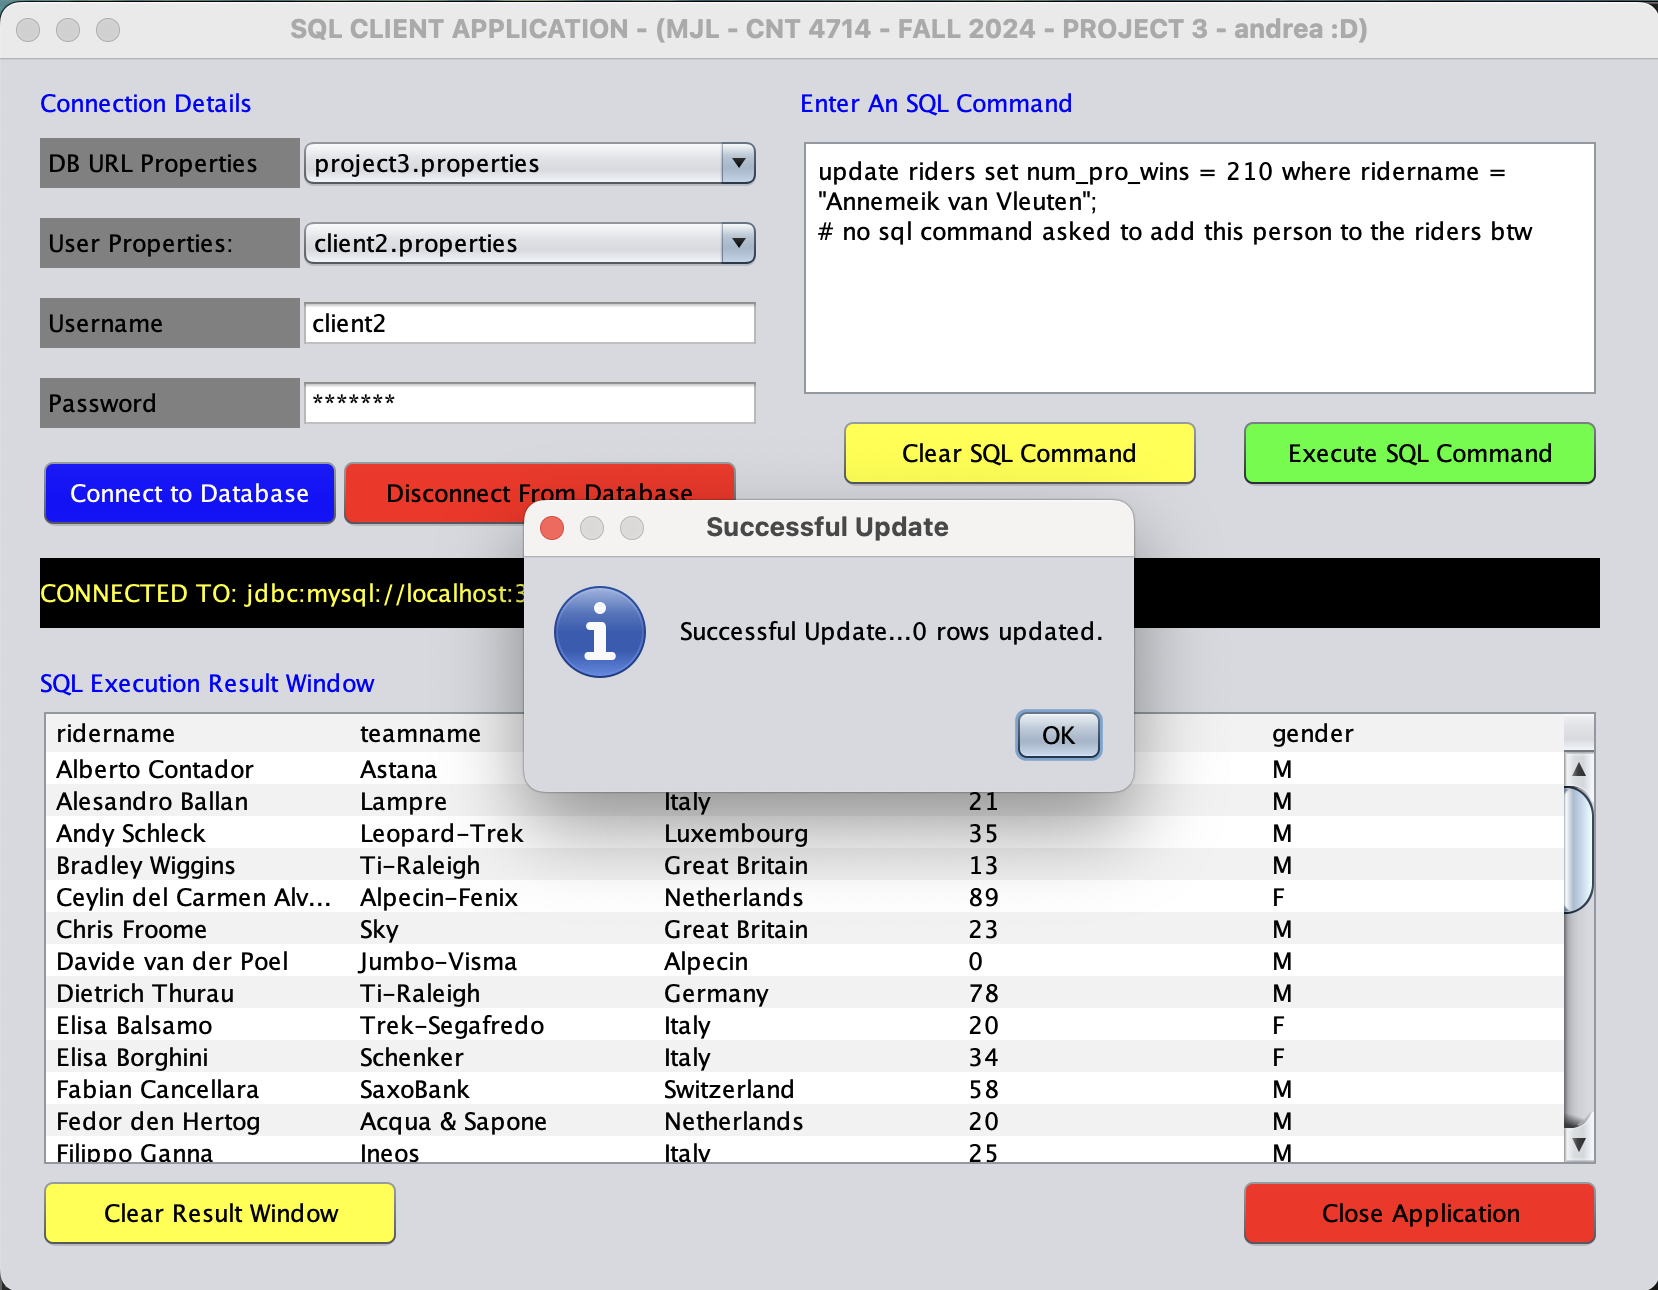 SQL CLIENT APPLICATION - (MJL - CNT 4714 - FALL 2024 - PROJECT 3 - andrea :D)
Connection Details
Enter An SQL Command
DB URL Properties project3.properties
User Properties: client2.properties
Username client2
Password *******
update riders set num_pro_wins = 210 where ridername =
"Annemeik van Vleuten";
# no sql command asked to add this person to the riders btw
Clear SQL Command
Execute SQL Command
Connect to Database
Disconnect From Database
CONNECTED TO: jdbc:mysql://localhost:3
Successful Update
Successful Update...0 rows updated.
OK
SQL Execution Result Window
ridername teamname gender
Alberto Contador Astana M
Alesandro Ballan Lampre Italy 21 M
Andy Schleck Leopard-Trek Luxembourg 35 M
Bradley Wiggins Ti-Raleigh Great Britain 13 M
Ceylin del Carmen Alv... Alpecin-Fenix Netherlands 89 F
Chris Froome Sky Great Britain 23 M
Davide van der Poel Jumbo-Visma Alpecin 0 M
Dietrich Thurau Ti-Raleigh Germany 78 M
Elisa Balsamo Trek-Segafredo Italy 20 F
Elisa Borghini Schenker Italy 34 F
Fabian Cancellara SaxoBank Switzerland 58 M
Fedor den Hertog Acqua & Sapone Netherlands 20 M
Filippo Ganna Ineos Italy 25 M
Clear Result Window
Close Application